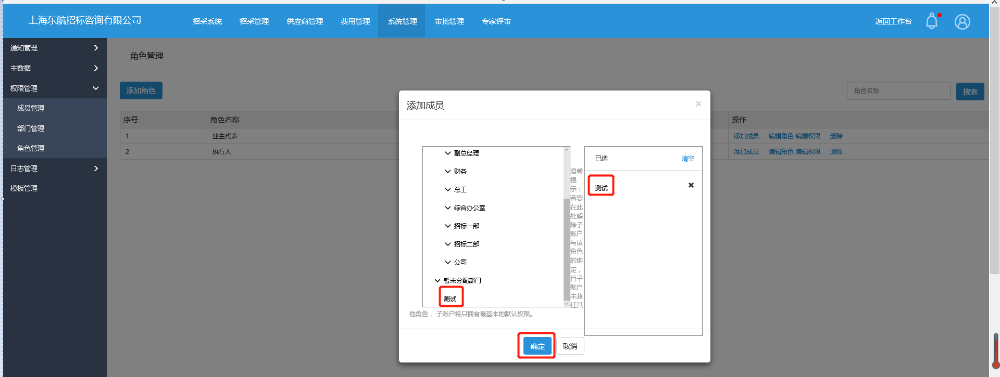 上海东航招标咨询有限公司
招采系统 招采管理 供应商管理 费用管理 系统管理 审批管理 专家评审
返回工作台
通知管理
主数据
权限管理
成员管理
部门管理
角色管理
日志管理
模板管理
角色管理
添加角色
角色名称
搜索
序号 角色名称 操作
1 业主代表 添加成员 编辑角色 编辑权限 删除
2 执行人 添加成员 编辑角色 编辑权限 删除
添加成员
×
副总经理
财务
总工
综合办公室
招标一部
招标二部
公司
暂未分配部门
测试
温馨
提
示：
若您
在此
处解
除子
账户
与该
角色
的绑
定，
且子
账户
未兼
任其
他角色，子账户将只拥有最基本的默认权限。
已选 清空
测试
确定 取消